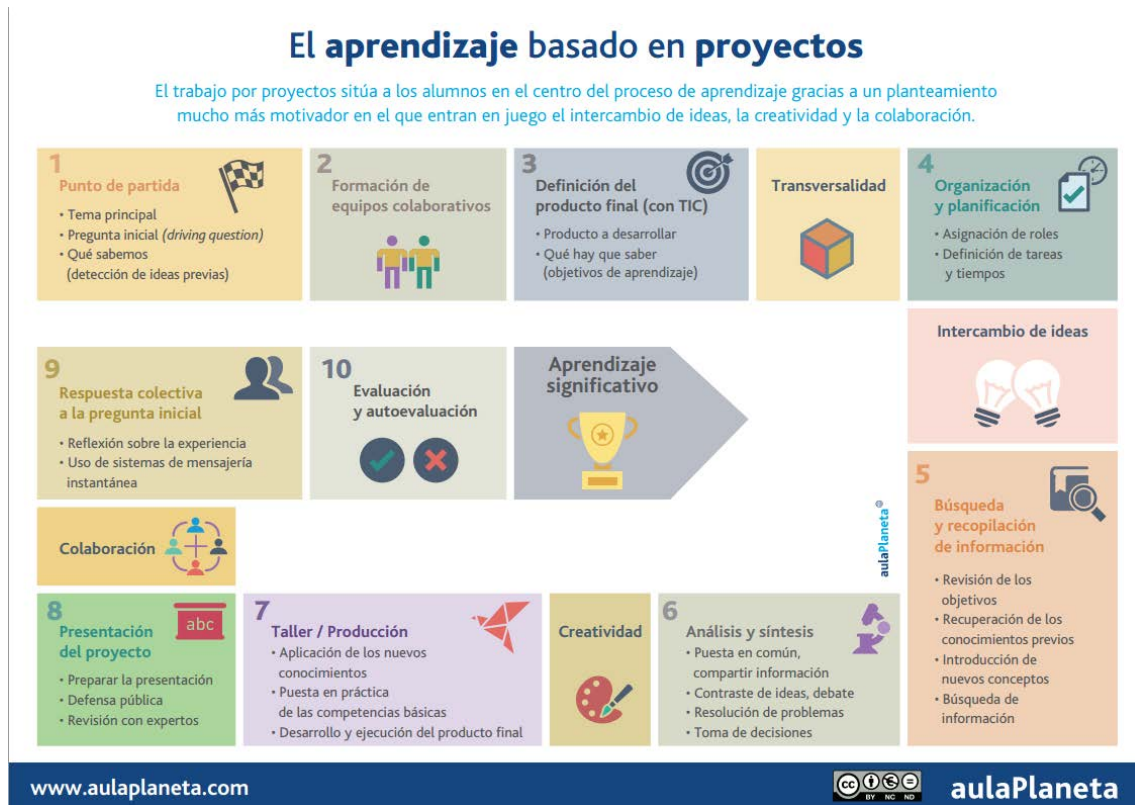 El aprendizaje basado en proyectos
El trabajo por proyectos sitúa a los alumnos en el centro del proceso de aprendizaje gracias a un planteamiento
mucho más motivador en el que entran en juego el intercambio de ideas, la creatividad y la colaboración.
1
Punto de partida
• Tema principal
• Pregunta inicial (driving question)
• Qué sabemos
(detección de ideas previas)
2
Formación de
equipos colaborativos
3
Definición del
producto final (con TIC)
• Producto a desarrollar
• Qué hay que saber
(objetivos de aprendizaje)
Transversalidad
4
Organización
y planificación
• Asignación de roles
• Definición de tareas
y tiempos
Intercambio de ideas
5
Búsqueda
y recopilación
de información
• Revisión de los
objetivos
• Recuperación de los
conocimientos previos
• Introducción de
nuevos conceptos
• Búsqueda de
información
6
Análisis y síntesis
• Puesta en común,
compartir información
• Contraste de ideas, debate
• Resolución de problemas
• Toma de decisiones
Creatividad
7
Taller / Producción
• Aplicación de los nuevos
conocimientos
• Puesta en práctica
de las competencias básicas
• Desarrollo y ejecución del producto final
8
Presentación
del proyecto
abc
• Preparar la presentación
• Defensa pública
• Revisión con expertos
Colaboración
9
Respuesta colectiva
a la pregunta inicial
• Reflexión sobre la experiencia
• Uso de sistemas de mensajería
instantánea
10
Evaluación
y autoevaluación
Aprendizaje
significativo
aulaPlaneta
www.aulaplaneta.com
cc
BY NC ND
aulaPlaneta